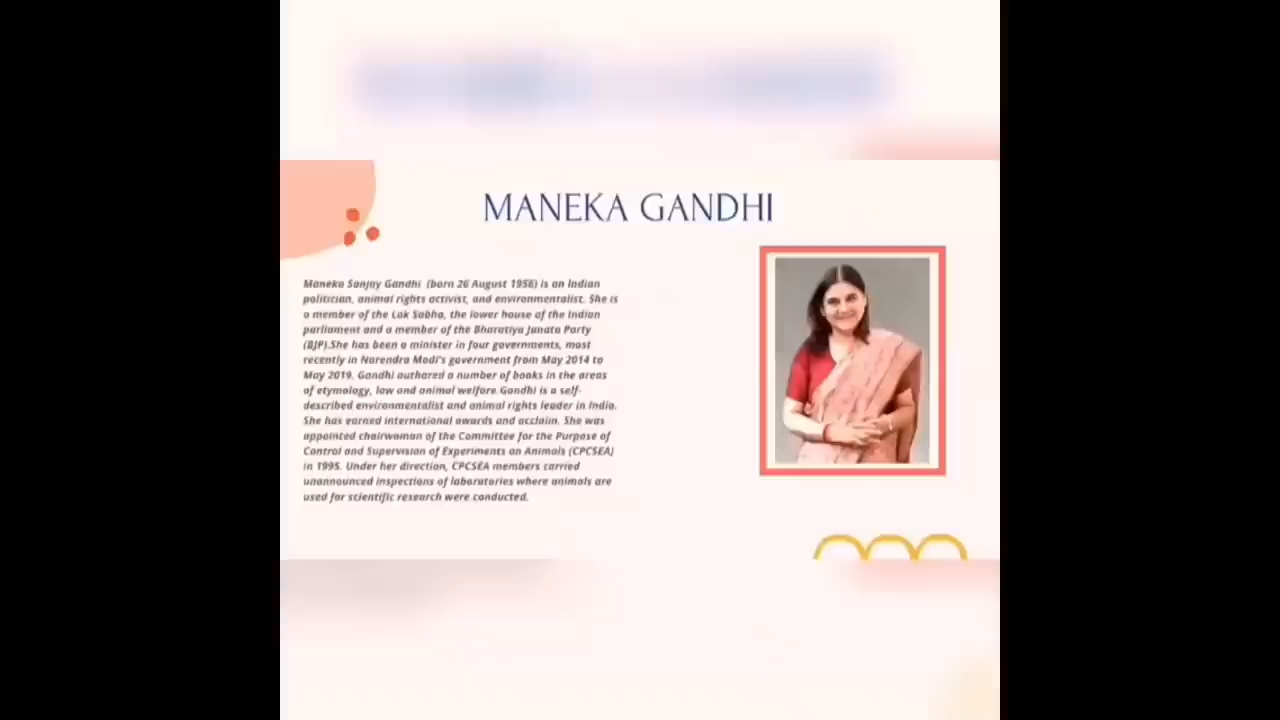 MANEKA GANDHI
Maneka Sanjay Gandhi (born 26 August 1956) is an Indian
politician, animal rights activist, and environmentalist. She is
a member of the Lok Sabha, the lower house of the Indian
parliament and a member of the Bharatiya Janata Party
(BJP).She has been a minister in four governments, most
recently in Narendra Modi's government from May 2014 to
May 2019. Gandhi authored a number of books in the areas
of etymology, law and animal welfare.Gandhi is a self-
described environmentalist and animal rights leader in India.
She has earned international awards and acclaim. She was
appointed chairwoman of the Committee for the Purpose of
Control and Supervision of Experiments on Animals (CPCSEA)
in 1995. Under her direction, CPCSEA members carried
unannounced inspections of laboratories where animals are
used for scientific research were conducted.